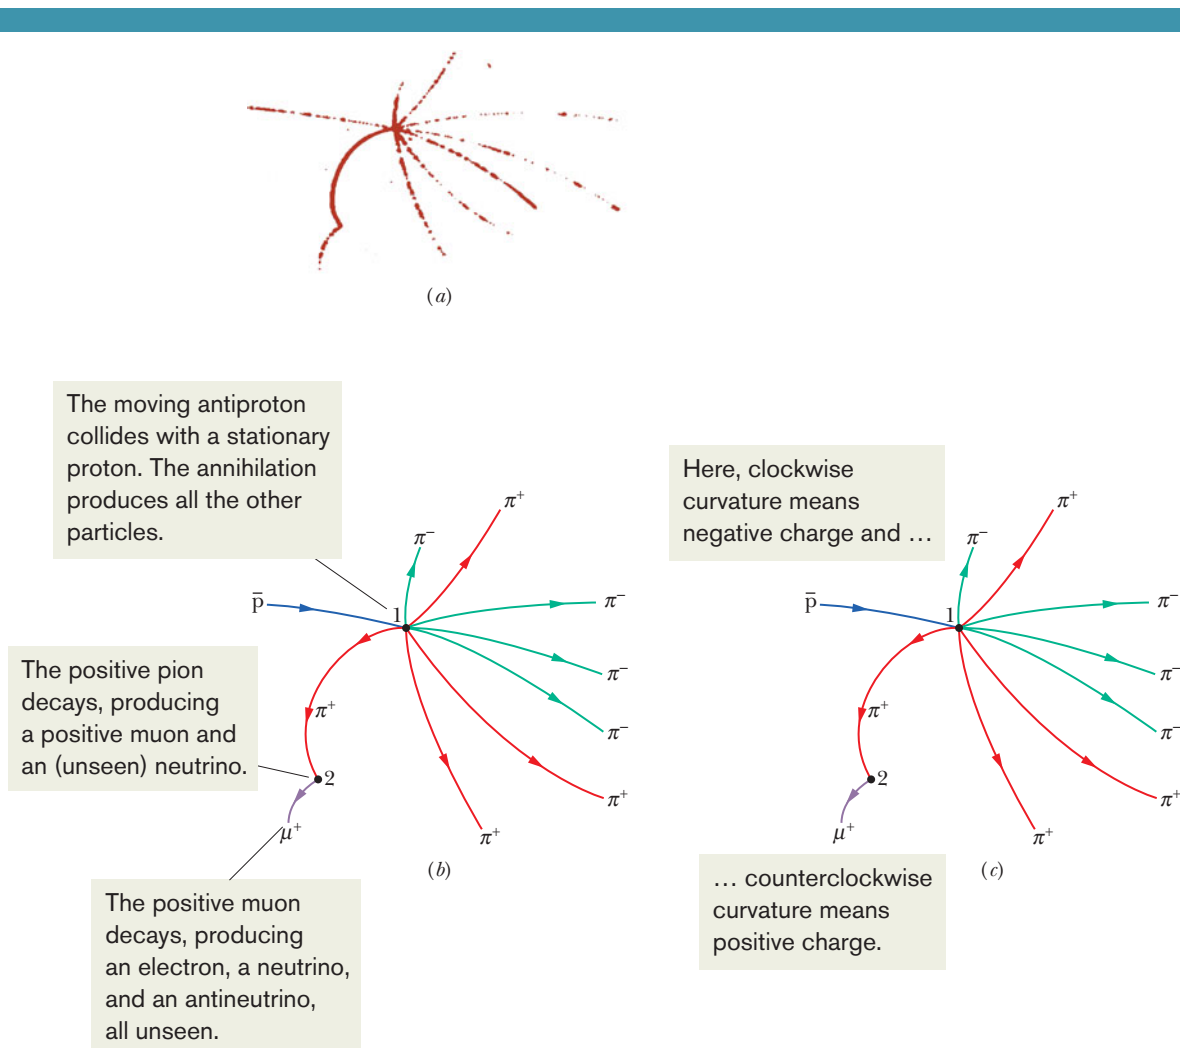 (a)
The moving antiproton
collides with a stationary
proton. The annihilation
produces all the other
particles.
Here, clockwise
curvature means
negative charge and …
π⁺
π⁻
p̄
1
π⁻
π⁻
π⁻
π⁺
π⁺
π⁺
2
μ⁺
The positive pion
decays, producing
a positive muon and
an (unseen) neutrino.
(b)
The positive muon
decays, producing
an electron, a neutrino,
and an antineutrino,
all unseen.
π⁺
π⁻
p̄
1
π⁻
π⁻
π⁻
π⁺
π⁺
π⁺
2
μ⁺
(c)
… counterclockwise
curvature means
positive charge.